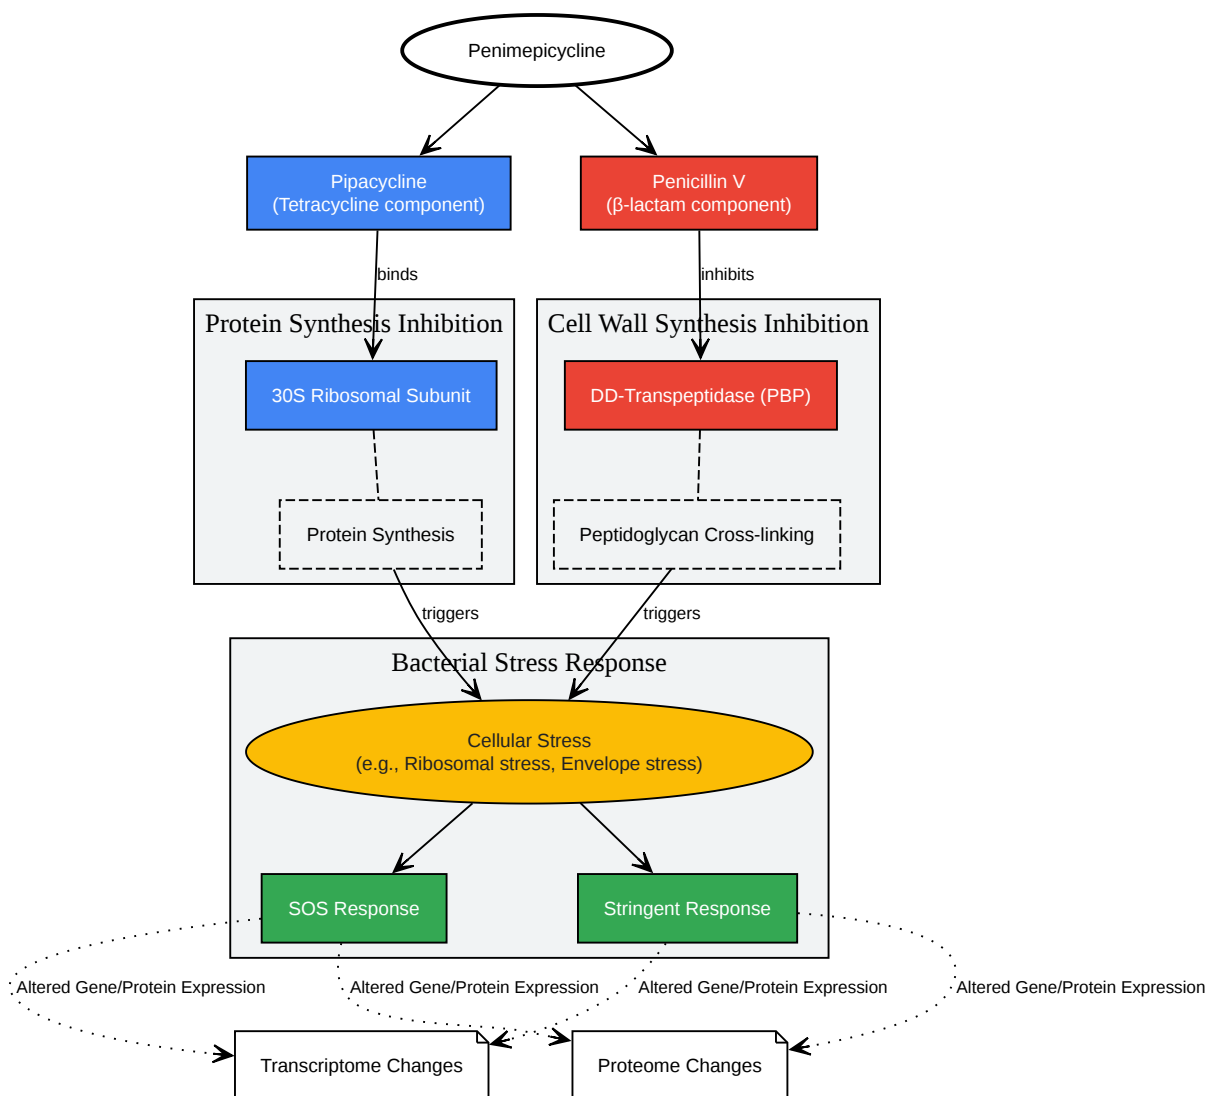 Penimepicycline
Pipacycline
(Tetracycline component)
Penicillin V
(β-lactam component)
binds
inhibits
Protein Synthesis Inhibition
Cell Wall Synthesis Inhibition
30S Ribosomal Subunit
DD-Transpeptidase (PBP)
Protein Synthesis
Peptidoglycan Cross-linking
triggers
triggers
Bacterial Stress Response
Cellular Stress
(e.g., Ribosomal stress, Envelope stress)
SOS Response
Stringent Response
Altered Gene/Protein Expression
Altered Gene/Protein Expression
Altered Gene/Protein Expression
Altered Gene/Protein Expression
Transcriptome Changes
Proteome Changes